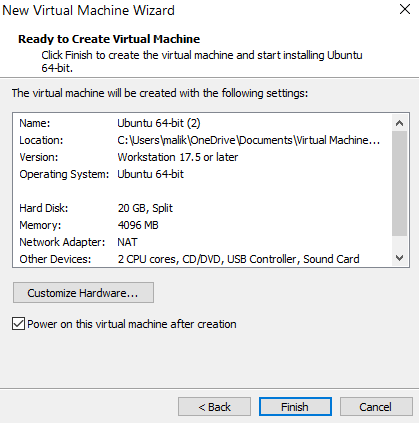 New Virtual Machine Wizard
Ready to Create Virtual Machine
Click Finish to create the virtual machine and start installing Ubuntu
64-bit.
The virtual machine will be created with the following settings:
Name: Ubuntu 64-bit (2)
Location: C:\Users\malik\OneDrive\Documents\Virtual Machine...
Version: Workstation 17.5 or later
Operating System: Ubuntu 64-bit
Hard Disk: 20 GB, Split
Memory: 4096 MB
Network Adapter: NAT
Other Devices: 2 CPU cores, CD/DVD, USB Controller, Sound Card
Customize Hardware...
Power on this virtual machine after creation
< Back Finish Cancel